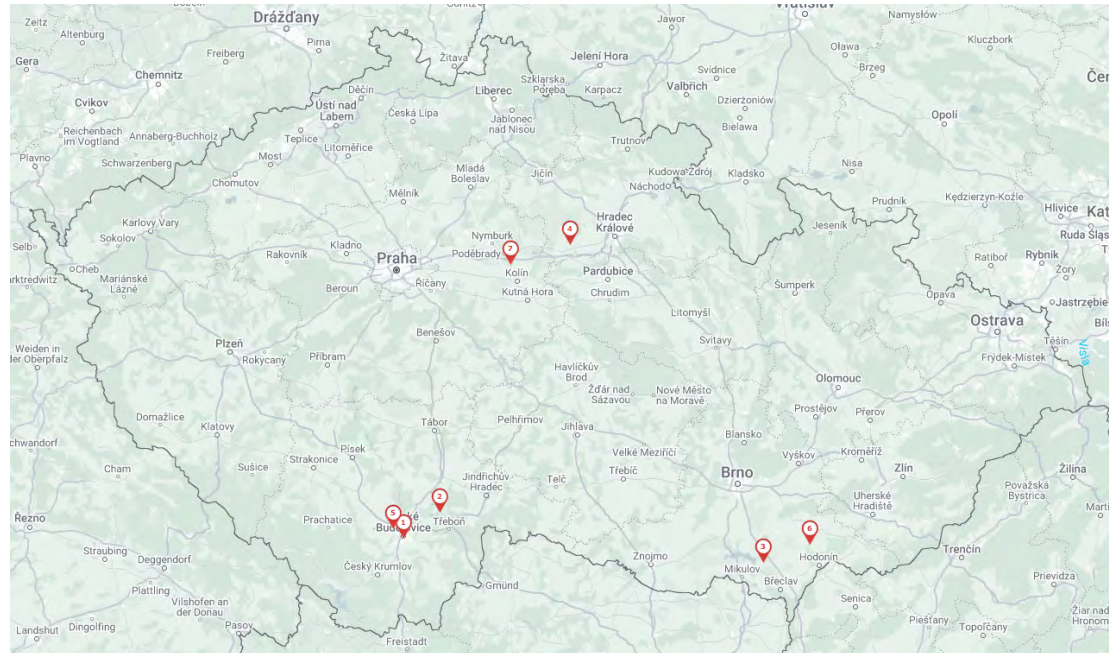 Drážďany
Vratislav
Namysłów
Zeitz
Altenburg
Pirna
Jawor
Kluczbork
Freiberg
Žitava
Jelení Hora
Oława
Gera
Chemnitz
Svidnice
Brzeg
Szklarska
Poręba
Karpacz
Valbřich
Děčín
Liberec
Cvikov
Ústí nad
Labem
Česká Lípa
Jablonec
nad Nisou
Dzierżoniów
Opolí
Reichenbach
im Vogtland
Annaberg-Buchholz
Teplice
Litoměřice
Trutnov
Bielawa
Plavno
Schwarzenberg
Most
Mladá
Boleslav
Jičín
Kudowa-Zdrój
Kladsko
Nisa
Chomutov
Mělník
Náchod
Prudník
Kędzierzyn-Koźle
Hlivice
Karlovy Vary
Hradec
Králové
Jeseník
Ruda Śląs
Selb
Sokolov
Kladno
Nymburk
4
Rakovník
Praha
Poděbrady
7
Ratiboř
Rybnik
Cheb
Kolín
Pardubice
Žory
Mariánské
Lázně
Beroun
Říčany
Kutná Hora
Chrudim
Šumperk
Opava
Litomyšl
Ostrava
Benešov
Těšín
Weiden in
der Oberpfalz
Plzeň
Rokycany
Příbram
Svitavy
Frýdek-Místek
Visla
Havlíčkův
Brod
Žďár nad
Sázavou
Nové Město
na Moravě
Olomouc
Domažlice
Klatovy
Tábor
Pelhřimov
Jihlava
Prostějov
Přerov
Písek
Blansko
Cham
Sušice
Strakonice
Velké Meziříčí
Vyškov
Kroměříž
Jindřichův
Hradec
Telč
Třebíč
Brno
Zlín
Žilina
Považská
Bystrica
2
Uherské
Hradiště
Řezno
Prachatice
5
1
Třeboň
6
Straubing
Deggendorf
3
Trenčín
Český Krumlov
Znojmo
Hodonín
Plattling
Gmünd
Mikulov
Břeclav
Prievidza
Vilshofen an
der Donau
Senica
Landshut
Dingolfing
Pasov
Freistadt
Piešťany
Topoľčany
Žiar nad
Hronom